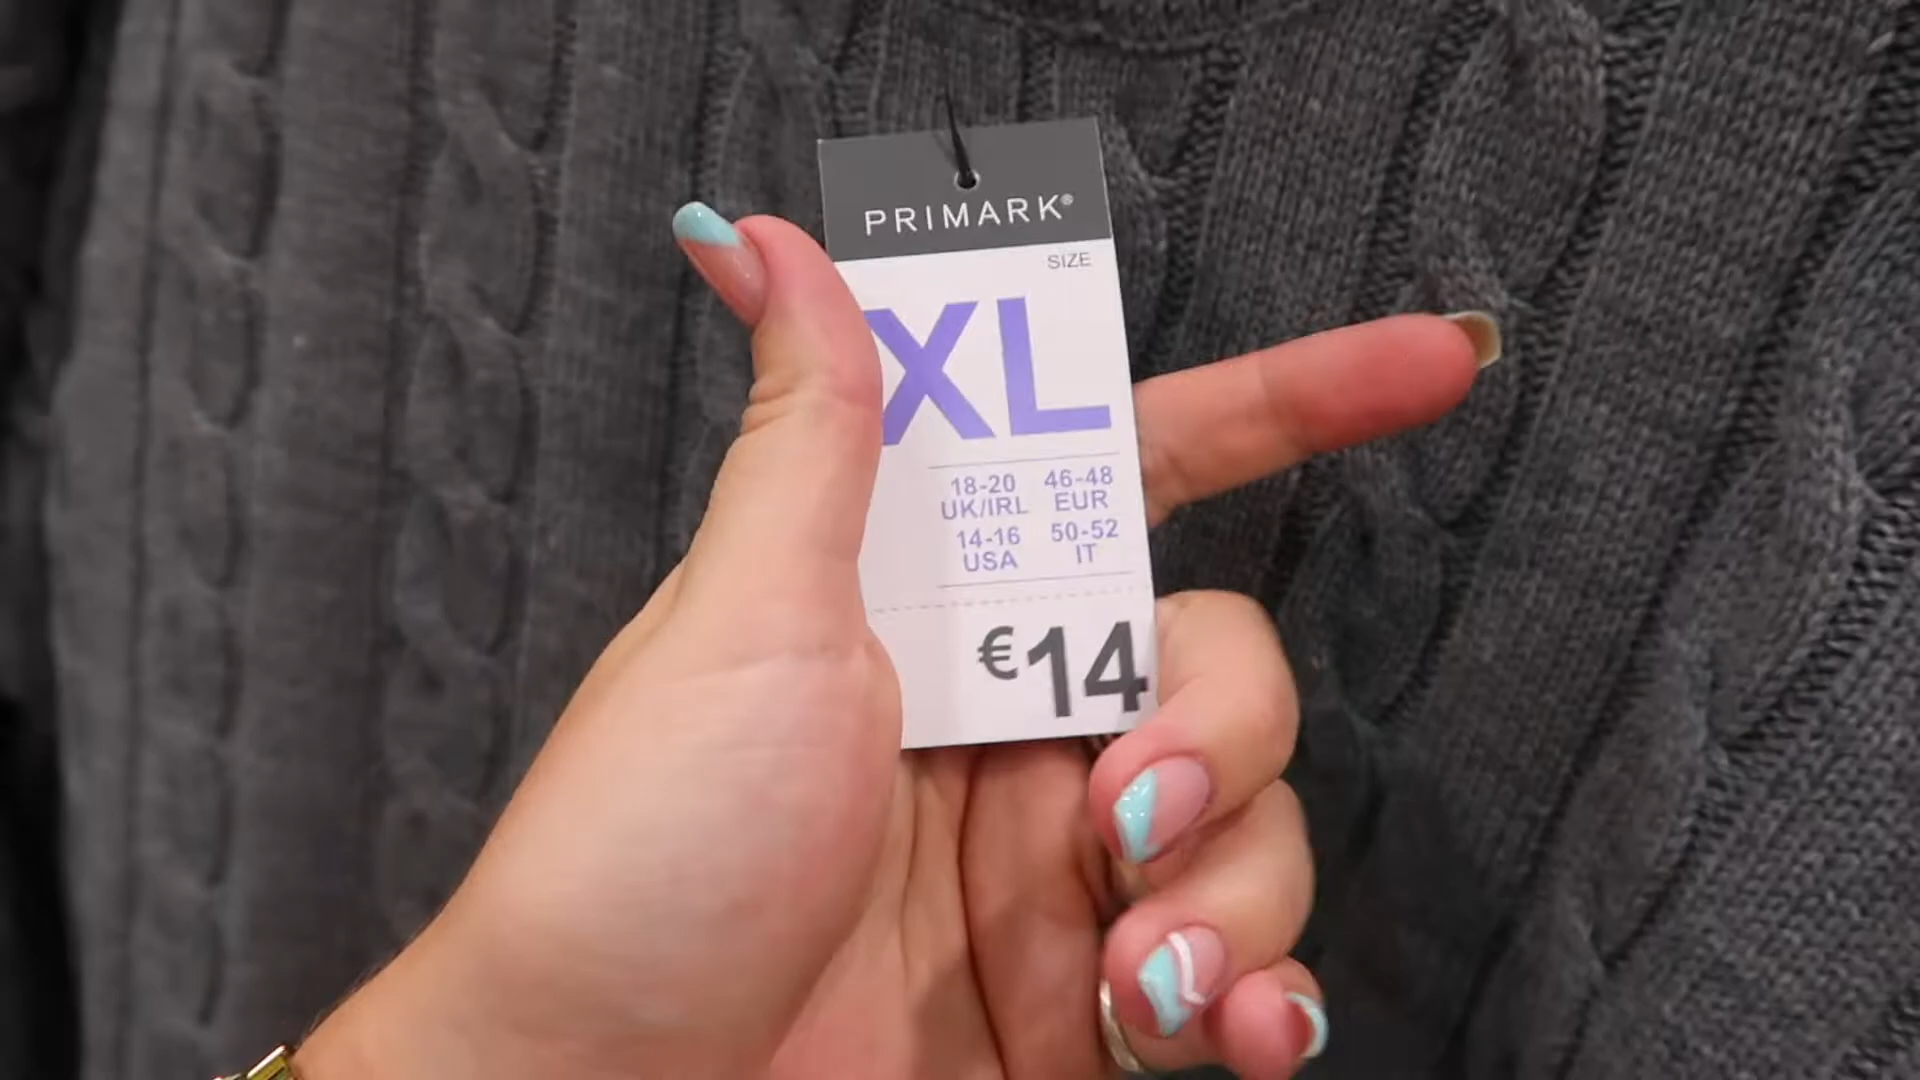 PRIMARK®
SIZE
XL
18-20 46-48
UK/IRL EUR
14-16 50-52
USA IT
€14